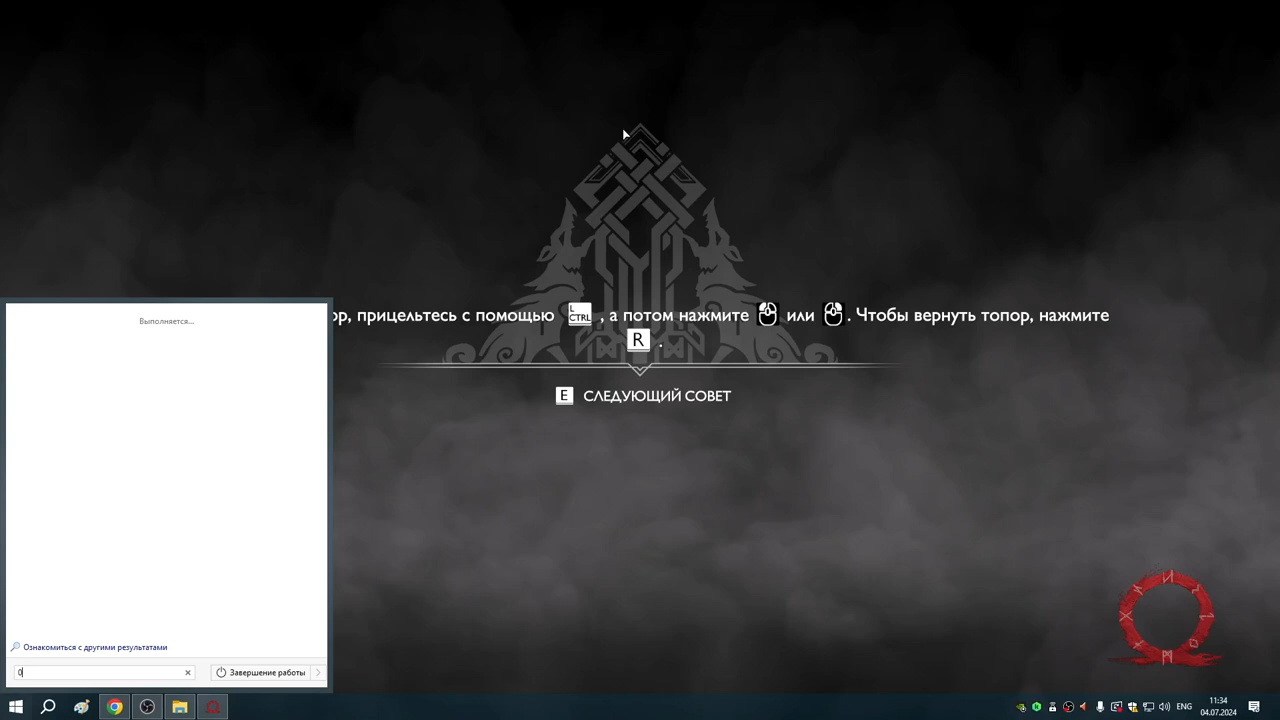 Выполняется...
ор, прицельтесь с помощью L CTRL , а потом нажмите или . Чтобы вернуть топор, нажмите
R .
E СЛЕДУЮЩИЙ СОВЕТ
Ознакомиться с другими результатами
0
Завершение работы
ENG
11:34
04.07.2024